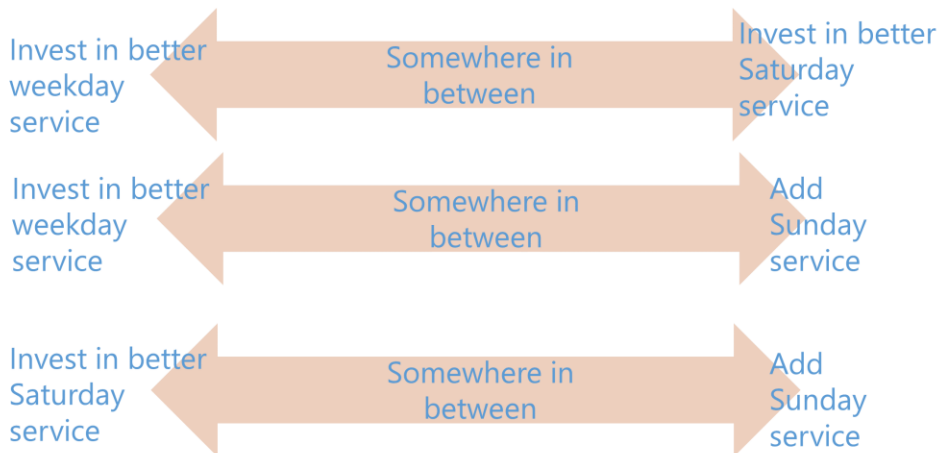 Invest in better
weekday
service
Somewhere in
between
Invest in better
Saturday
service
Invest in better
weekday
service
Somewhere in
between
Add
Sunday
service
Invest in better
Saturday
service
Somewhere in
between
Add
Sunday
service